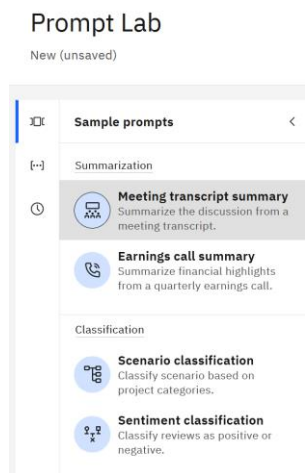 Prompt Lab
New (unsaved)
Sample prompts
Summarization
Meeting transcript summary
Summarize the discussion from a
meeting transcript.
Earnings call summary
Summarize financial highlights
from a quarterly earnings call.
Classification
Scenario classification
Classify scenario based on
project categories.
Sentiment classification
Classify reviews as positive or
negative.